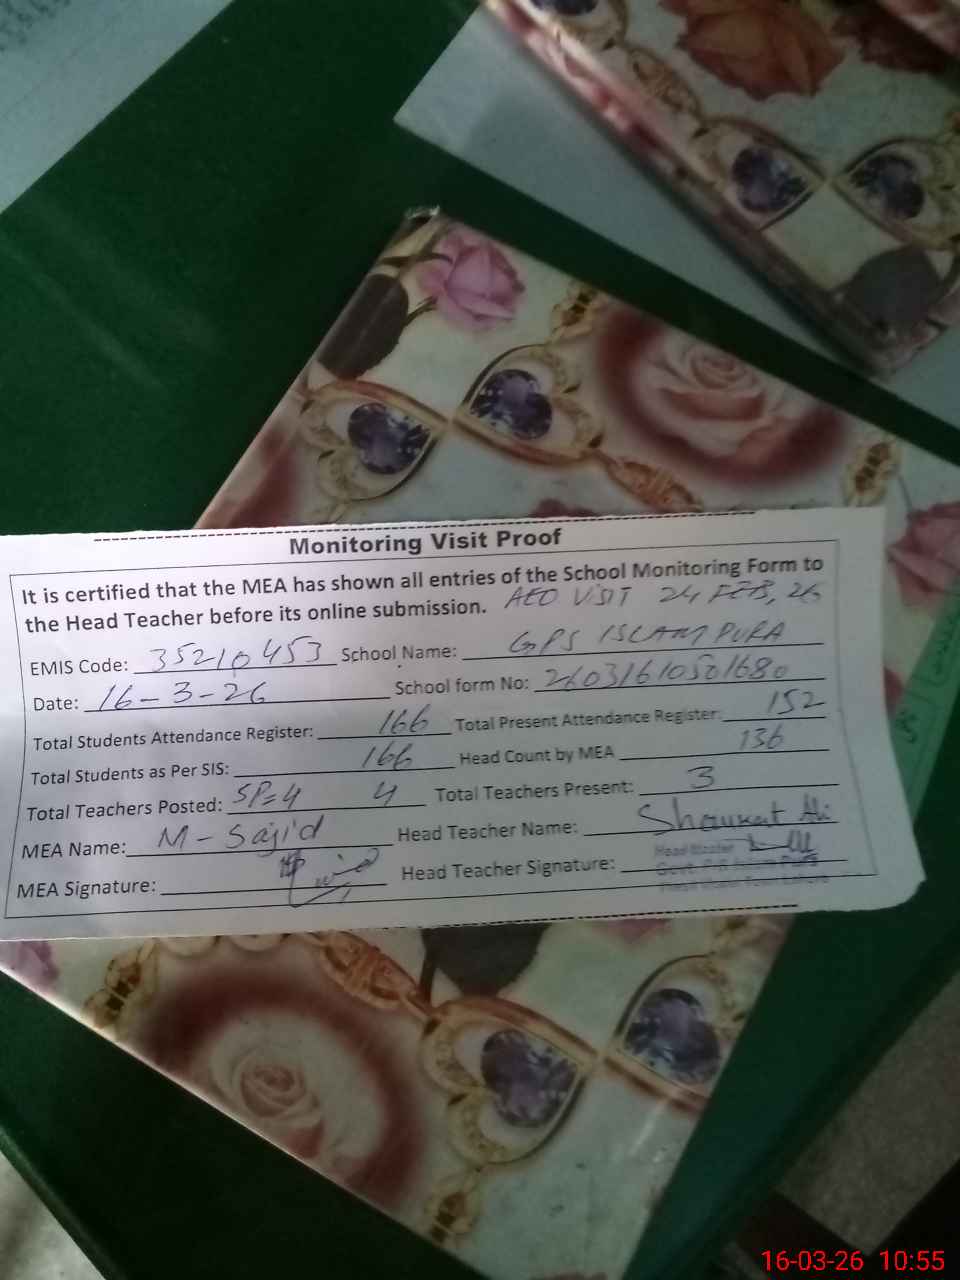 Monitoring Visit Proof
It is certified that the MEA has shown all entries of the School Monitoring Form to
the Head Teacher before its online submission. AEO VISIT 24 FEB, 26
EMIS Code: 35210453 School Name: GPS ISLAMPURA
Date: 16-3-26 School form No: 26031610501680
Total Students Attendance Register: 166 Total Present Attendance Register: 152
Total Students as Per SIS: 166 Head Count by MEA 136
Total Teachers Posted: SP=4 4 Total Teachers Present: 3
MEA Name: M-Sajid Head Teacher Name: Shaukat Ali
MEA Signature: Head Teacher Signature:
Head Master
16-03-26 10:55